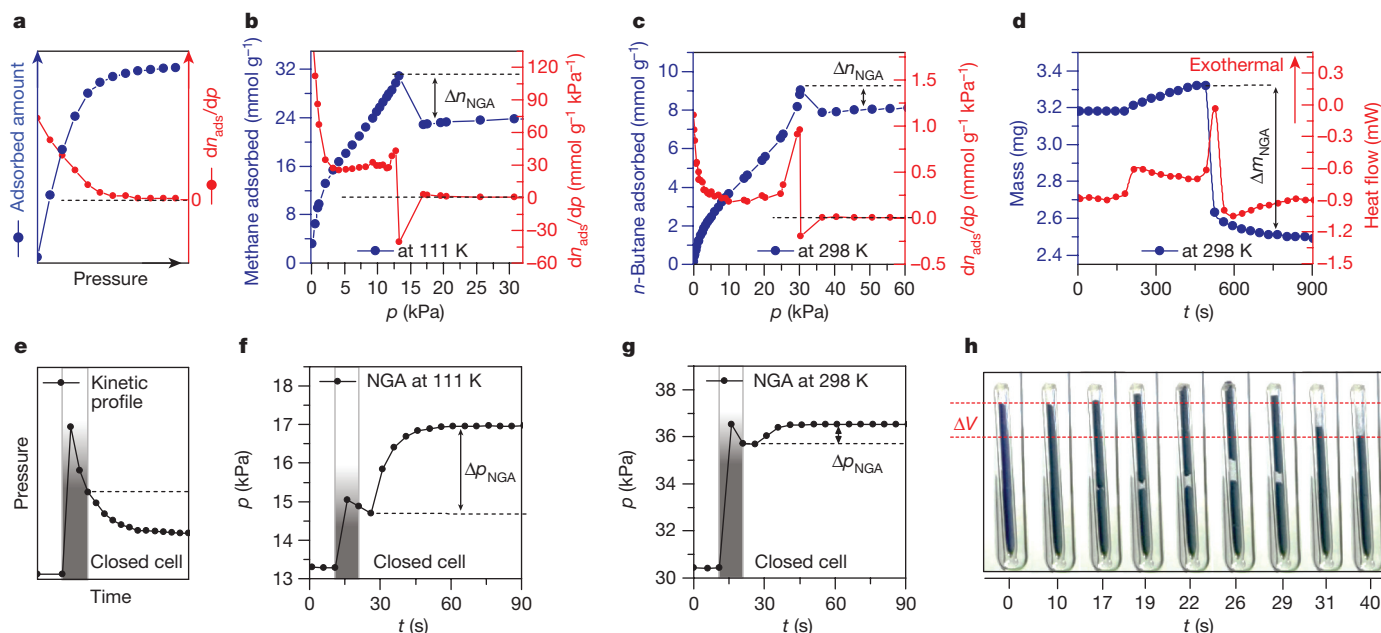 a
Adsorbed amount
dn_ads/dp
0
Pressure
b
Methane adsorbed (mmol g⁻¹)
32
24
16
8
0
Δn_NGA
at 111 K
120
90
60
30
0
−30
−60
dn_ads/dp (mmol g⁻¹ kPa⁻¹)
0 5 10 15 20 25 30
p (kPa)
c
n-Butane adsorbed (mmol g⁻¹)
10
8
6
4
2
0
Δn_NGA
at 298 K
1.5
1.0
0.5
0.0
−0.5
dn_ads/dp (mmol g⁻¹ kPa⁻¹)
0 10 20 30 40 50 60
p (kPa)
d
Mass (mg)
3.4
3.2
3.0
2.8
2.6
2.4
Exothermal
Δm_NGA
at 298 K
0.3
0.0
−0.3
−0.6
−0.9
−1.2
−1.5
Heat flow (mW)
0 300 600 900
t (s)
e
Pressure
Kinetic
profile
Closed cell
Time
f
p (kPa)
18
17
16
15
14
13
NGA at 111 K
Δp_NGA
Closed cell
0 30 60 90
t (s)
g
p (kPa)
38
36
34
32
30
NGA at 298 K
Δp_NGA
Closed cell
0 30 60 90
t (s)
h
ΔV
0 10 17 19 22 26 29 31 40
t (s)